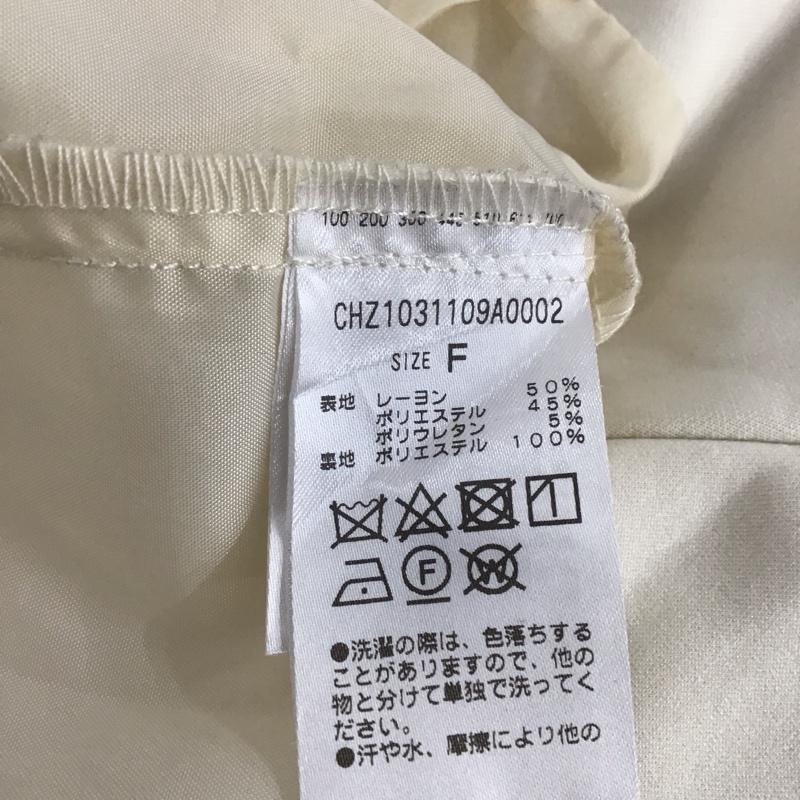 100 200
CHZ1031109A0002
SIZE F
表地 レーヨン 50%
ポリエステル 45%
ポリウレタン 5%
裏地 ポリエステル 100%
F
W
●洗濯の際は、色落ちする
ことがありますので、他の
物と分けて単独で洗ってく
ださい。
●汗や水、摩擦により他の